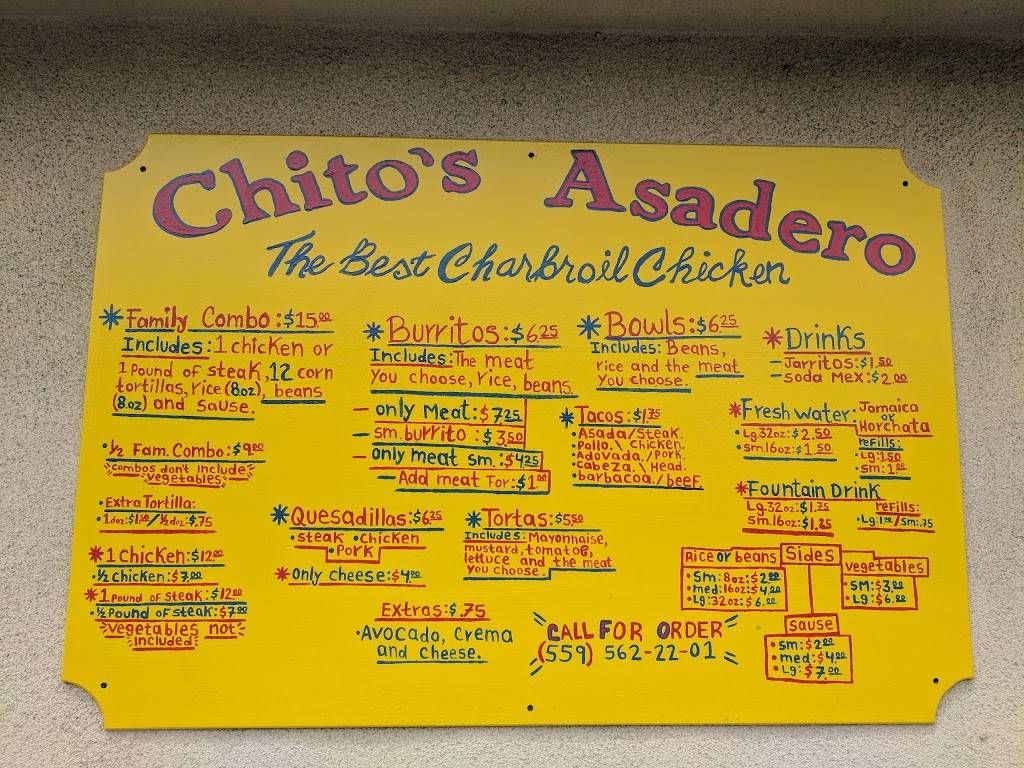 Chito's Asadero
The Best Charbroil Chicken
* Family Combo: $15.00
Includes: 1 chicken or
1 Pound of steak, 12 corn
tortillas, rice (8oz), beans
(8.oz) and sause.
• ½ Fam. Combo: $9.00
combos don't include
vegetables
• Extra Tortilla:
• 1 doz: $1.50 / ½ doz: $.75
* 1 chicken: $12.00
• ½ chicken: $7.00
* 1 Pound of steak: $12.00
• ½ Pound of steak: $7.00
vegetables not
included
* Burritos: $6.25
Includes: The meat
you choose, rice, beans.
— only Meat: $7.25
— sm. burrito: $3.50
— only meat sm.: $4.25
— Add meat For: $1.00
* Quesadillas: $6.25
• steak • chicken
• Pork
* Only cheese: $4.00
* Bowls: $6.25
Includes: Beans,
rice and the meat
you choose.
* Tacos: $1.75
• Asada/Steak.
• Pollo.\ Chicken.
• Adovada./Pork.
• Cabeza.\ Head.
• barbacoa./beef.
* Tortas: $5.50
Includes: Mayonnaise,
mustard, tomatoe,
lettuce and the meat
you choose.
Extras: $.75
• Avocado, Crema
and Cheese.
* Drinks
— Jarritos: $1.50
— soda Mex: $2.00
* Fresh water: Jamaica
or
Horchata
• Lg. 32oz: $2.50
• sm. 16oz: $1.50
refills:
Lg: 1.50
• sm: 1.00
* Fountain Drink
Lg. 32oz: $1.75
sm. 16oz: $1.25
refills:
• Lg: 1.00 / Sm: .75
Sides
Rice or beans
• Sm: 8oz: $2.00
• med: 16oz: $4.00
• Lg: 32oz: $6.00
vegetables
• SM: $3.00
• Lg: $6.00
sause
• sm: $2.00
• med: $4.00
• Lg: $7.00
CALL FOR ORDER
(559) 562-22-01